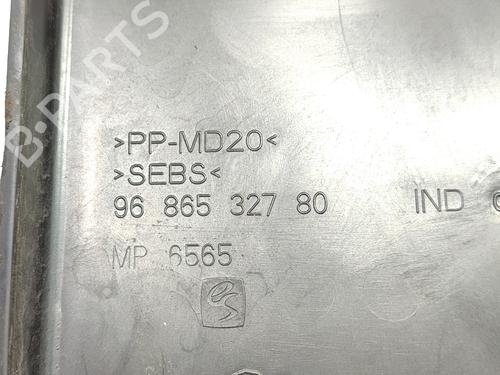 B-PARTS
>PP-MD20<
>SEBS<
96 865 327 80 IND
MP 6565